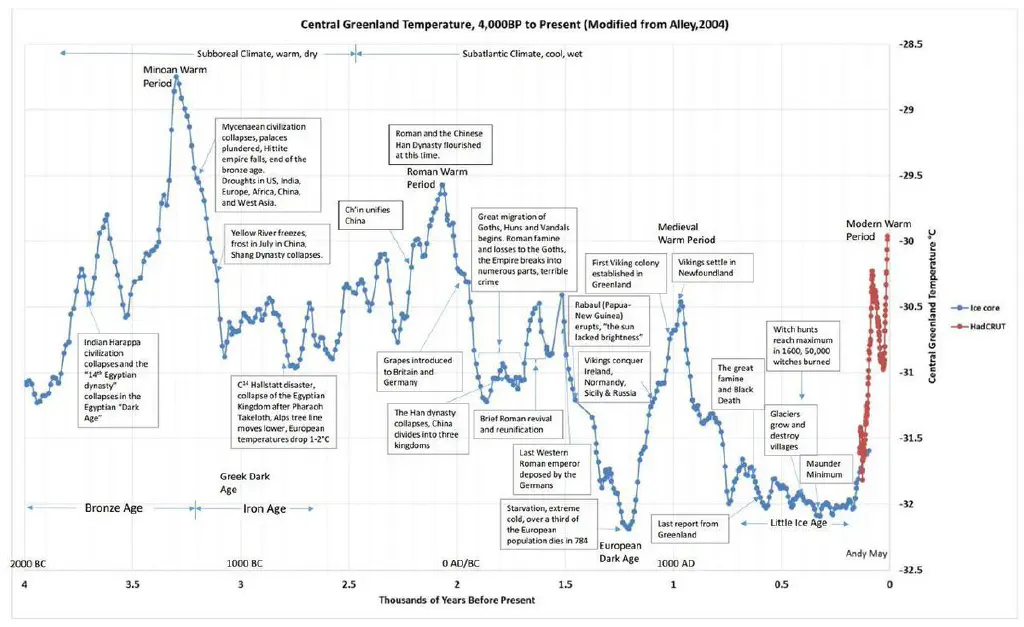 Central Greenland Temperature, 4,000BP to Present (Modified from Alley,2004)
Subboreal Climate, warm, dry
Subatlantic Climate, cool, wet
Minoan Warm
Period
Mycenaean civilization
collapses, palaces
plundered, Hittite
empire falls, end of the
bronze age.
Droughts in US, India,
Europe, Africa, China,
and West Asia.
Yellow River freezes,
frost in July in China,
Shang Dynasty collapses.
Roman and the Chinese
Han Dynasty flourished
at this time.
Roman Warm
Period
Ch'in unifies
China
Great migration of
Goths, Huns and Vandals
begins. Roman famine
and losses to the Goths,
the Empire breaks into
numerous parts, terrible
crime
Medieval
Warm Period
First Viking colony
established in
Greenland
Vikings settle in
Newfoundland
Modern Warm
Period
Rabaul (Papua-
New Guinea)
erupts, "the sun
lacked brightness"
Witch hunts
reach maximum
in 1600, 50,000
witches burned
Indian Harappa
civilization
collapses and the
"14th Egyptian
dynasty"
collapses in the
Egyptian "Dark
Age"
C14 Hallstatt disaster,
collapse of the Egyptian
Kingdom after Pharaoh
Takeloth, Alps tree line
moves lower, European
temperatures drop 1-2°C
Grapes introduced
to Britain and
Germany
Vikings conquer
Ireland,
Normandy,
Sicily & Russia
The great
famine and
Black
Death
The Han dynasty
collapses, China
divides into three
kingdoms
Brief Roman revival
and reunification
Glaciers
grow and
destroy
villages
Last Western
Roman emperor
deposed by the
Germans
Maunder
Minimum
Greek Dark
Age
Bronze Age
Iron Age
Starvation, extreme
cold, over a third of
the European
population dies in 784
European
Dark Age
Last report from
Greenland
Little Ice Age
Andy May
2000 BC
1000 BC
0 AD/BC
1000 AD
4
3.5
3
2.5
2
1.5
1
0.5
0
Thousands of Years Before Present
-28.5
-29
-29.5
-30
-30.5
-31
-31.5
-32
-32.5
Central Greenland Temperature °C
Ice core
HadCRUT